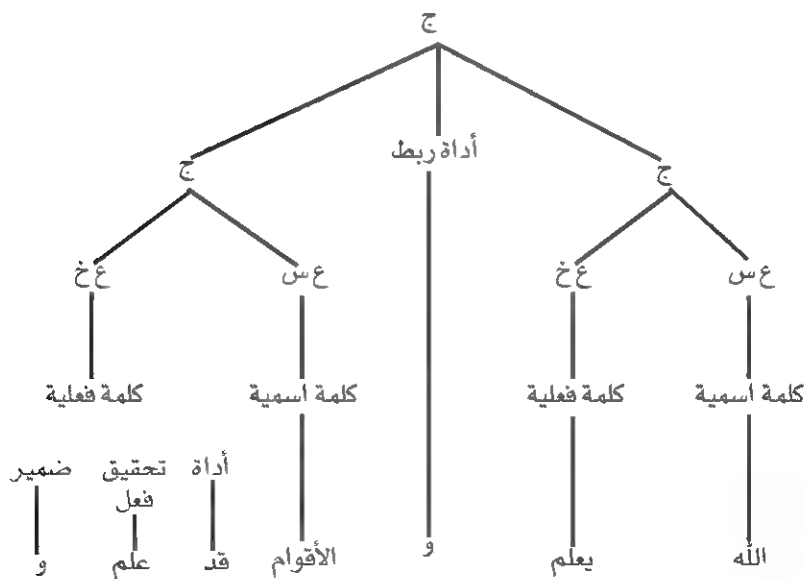 ج
ج أداة ربط ج
ع س ع خ ع س ع خ
كلمة اسمية كلمة فعلية كلمة اسمية كلمة فعلية
أداة تحقيق ضمير
فعل
الله يعلم و الأقوام قد علم و